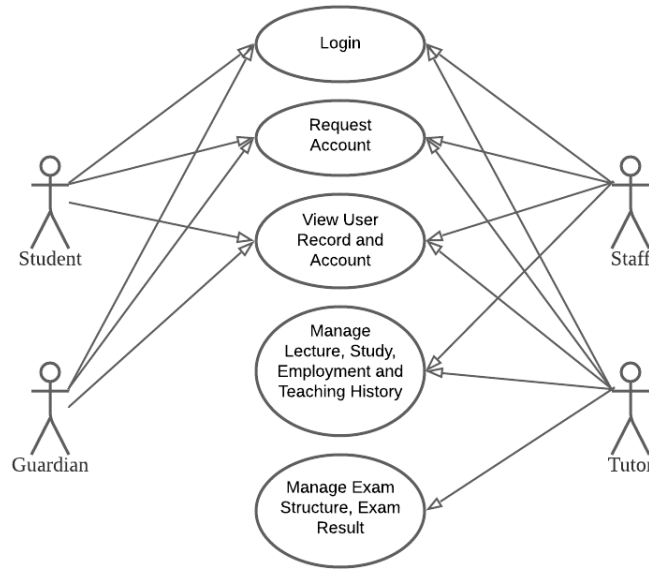 Login
Request
Account
View User
Record and
Account
Student
Staff
Manage
Lecture, Study,
Employment and
Teaching History
Guardian
Tutor
Manage Exam
Structure, Exam
Result